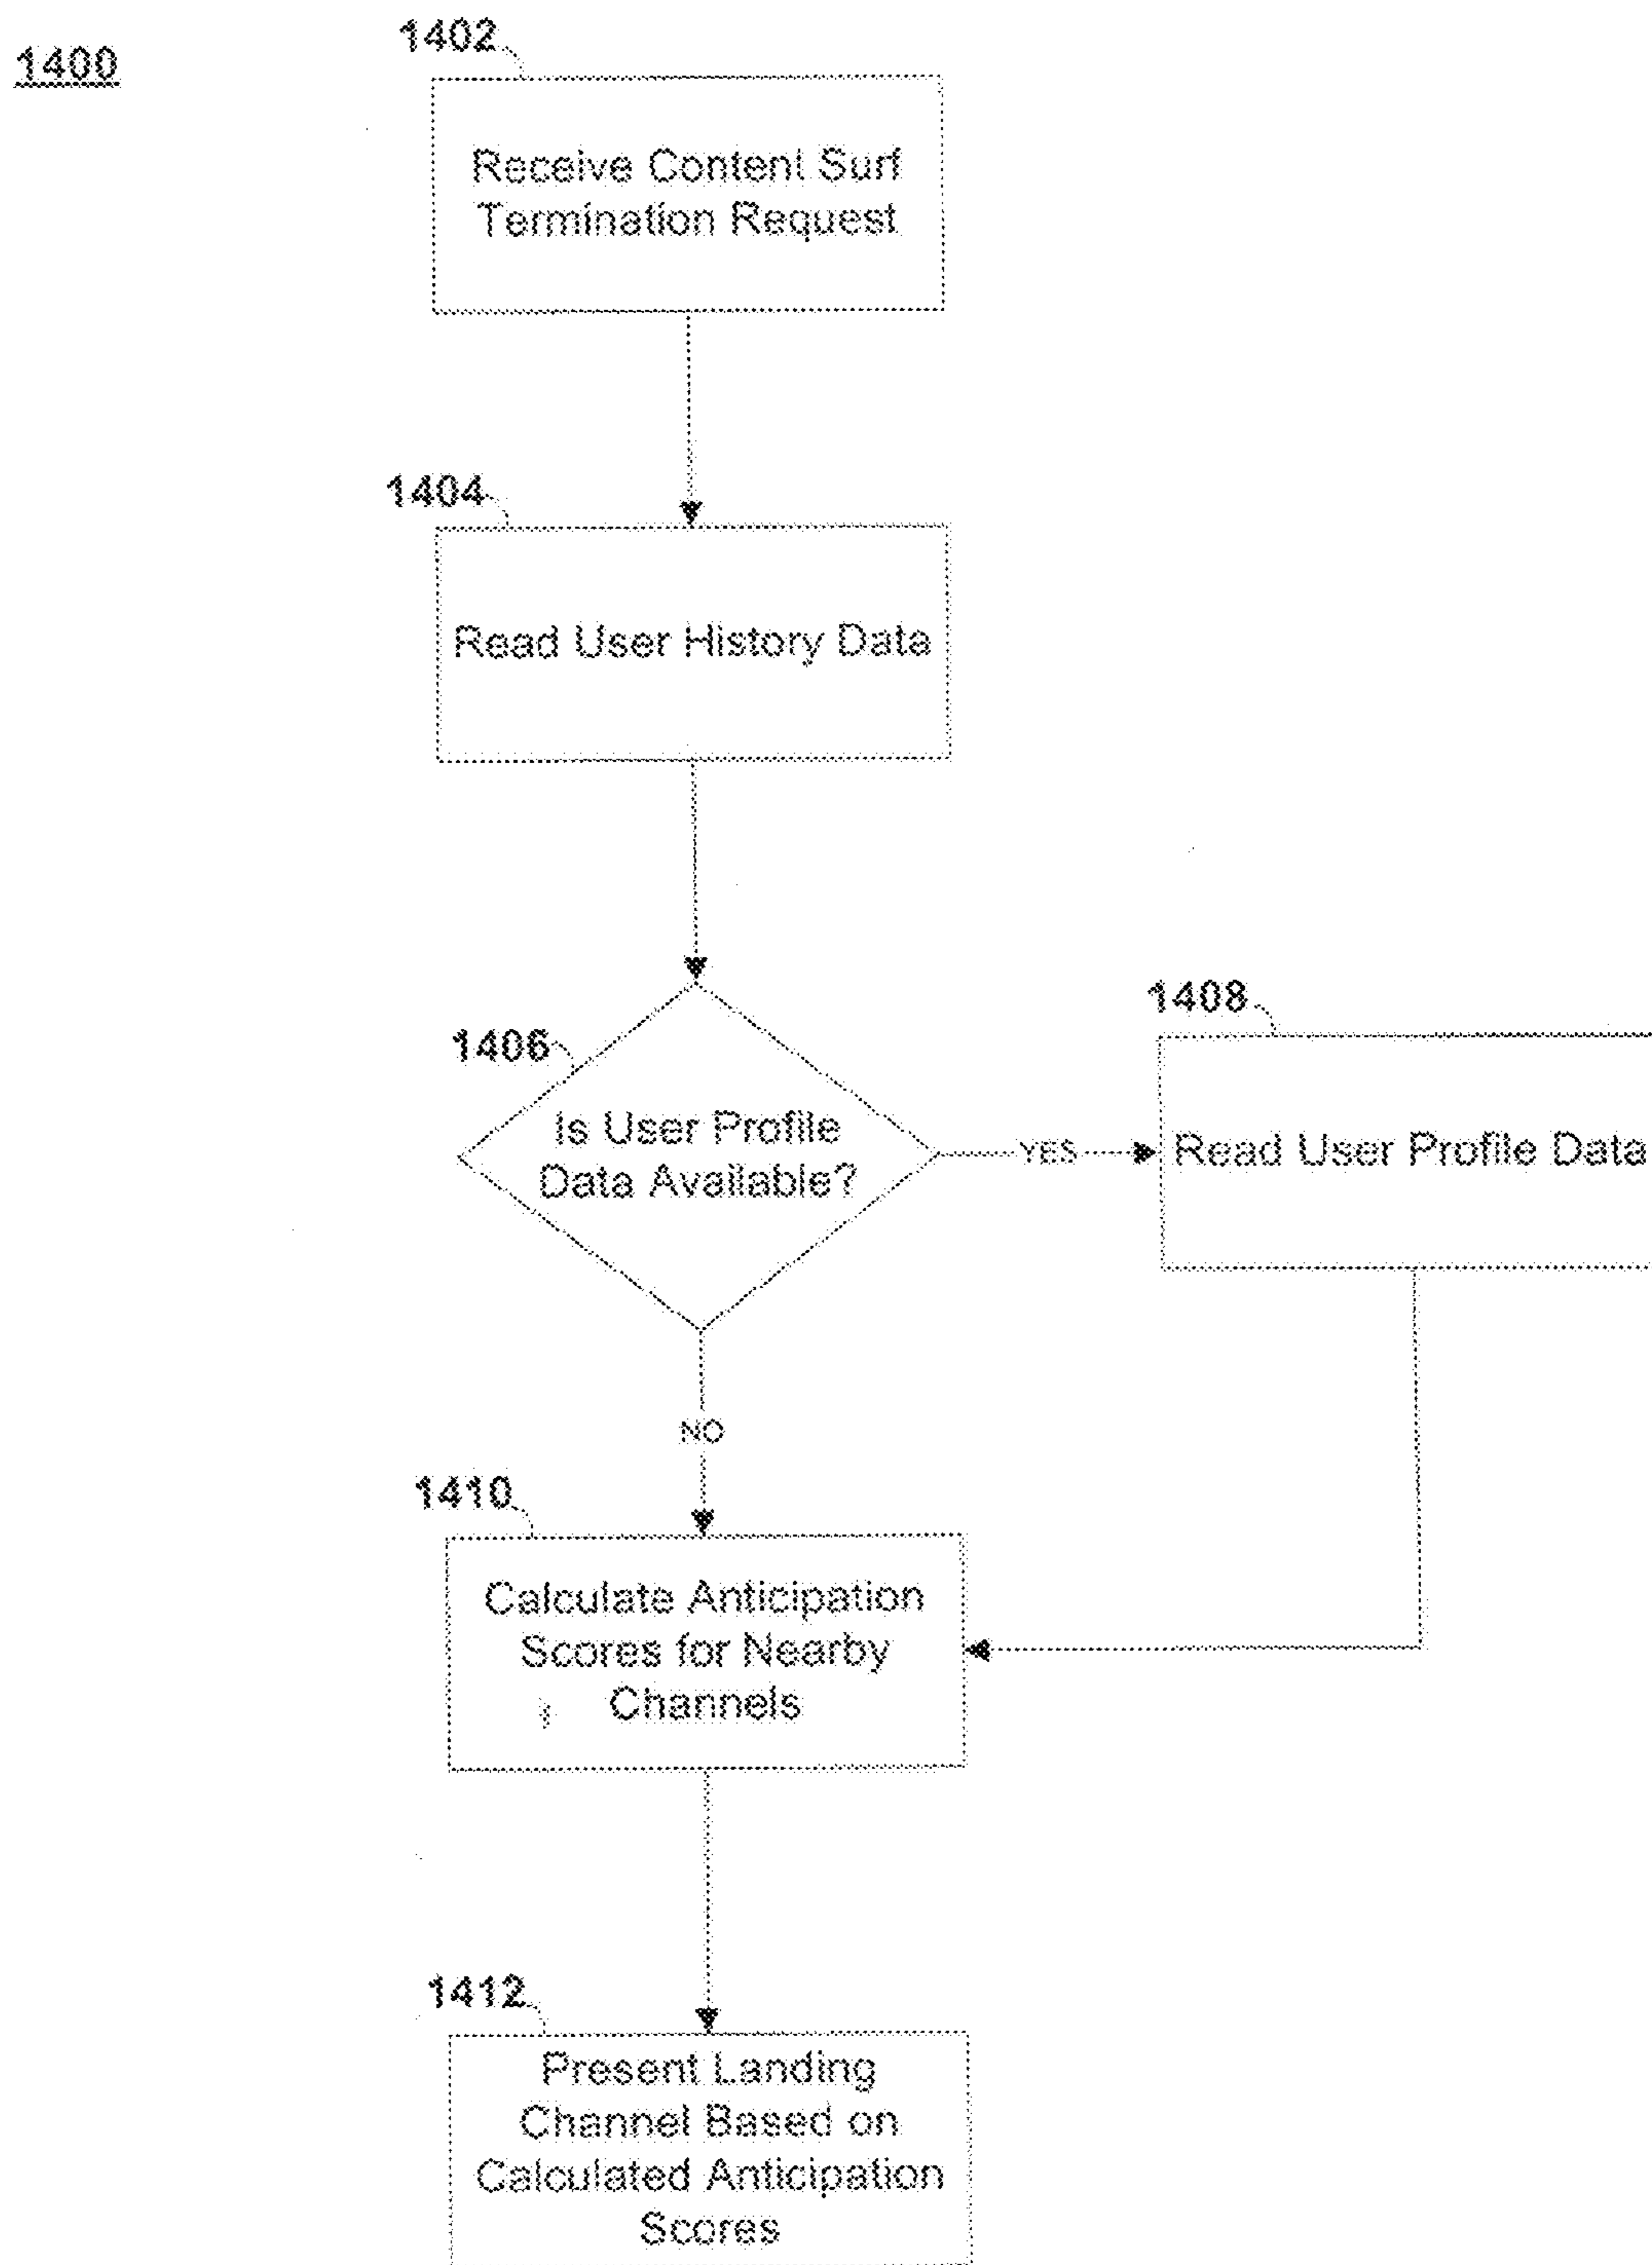 1400
1402
Receive Content Surf
Termination Request
1404
Read User History Data
1406
Is User Profile
Data Available?
YES
1408
Read User Profile Data
NO
1410
Calculate Anticipation
Scores for Nearby
Channels
1412
Present Landing
Channel Based on
Calculated Anticipation
Scores